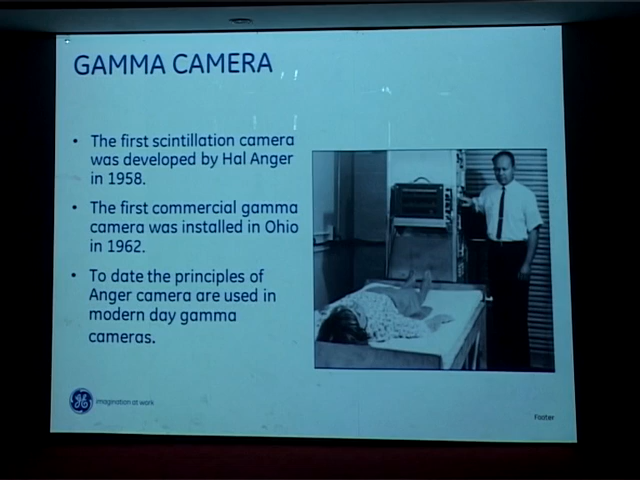 GAMMA CAMERA
• The first scintillation camera
was developed by Hal Anger
in 1958.
• The first commercial gamma
camera was installed in Ohio
in 1962.
• To date the principles of
Anger camera are used in
modern day gamma
cameras.
GE imagination at work
Footer